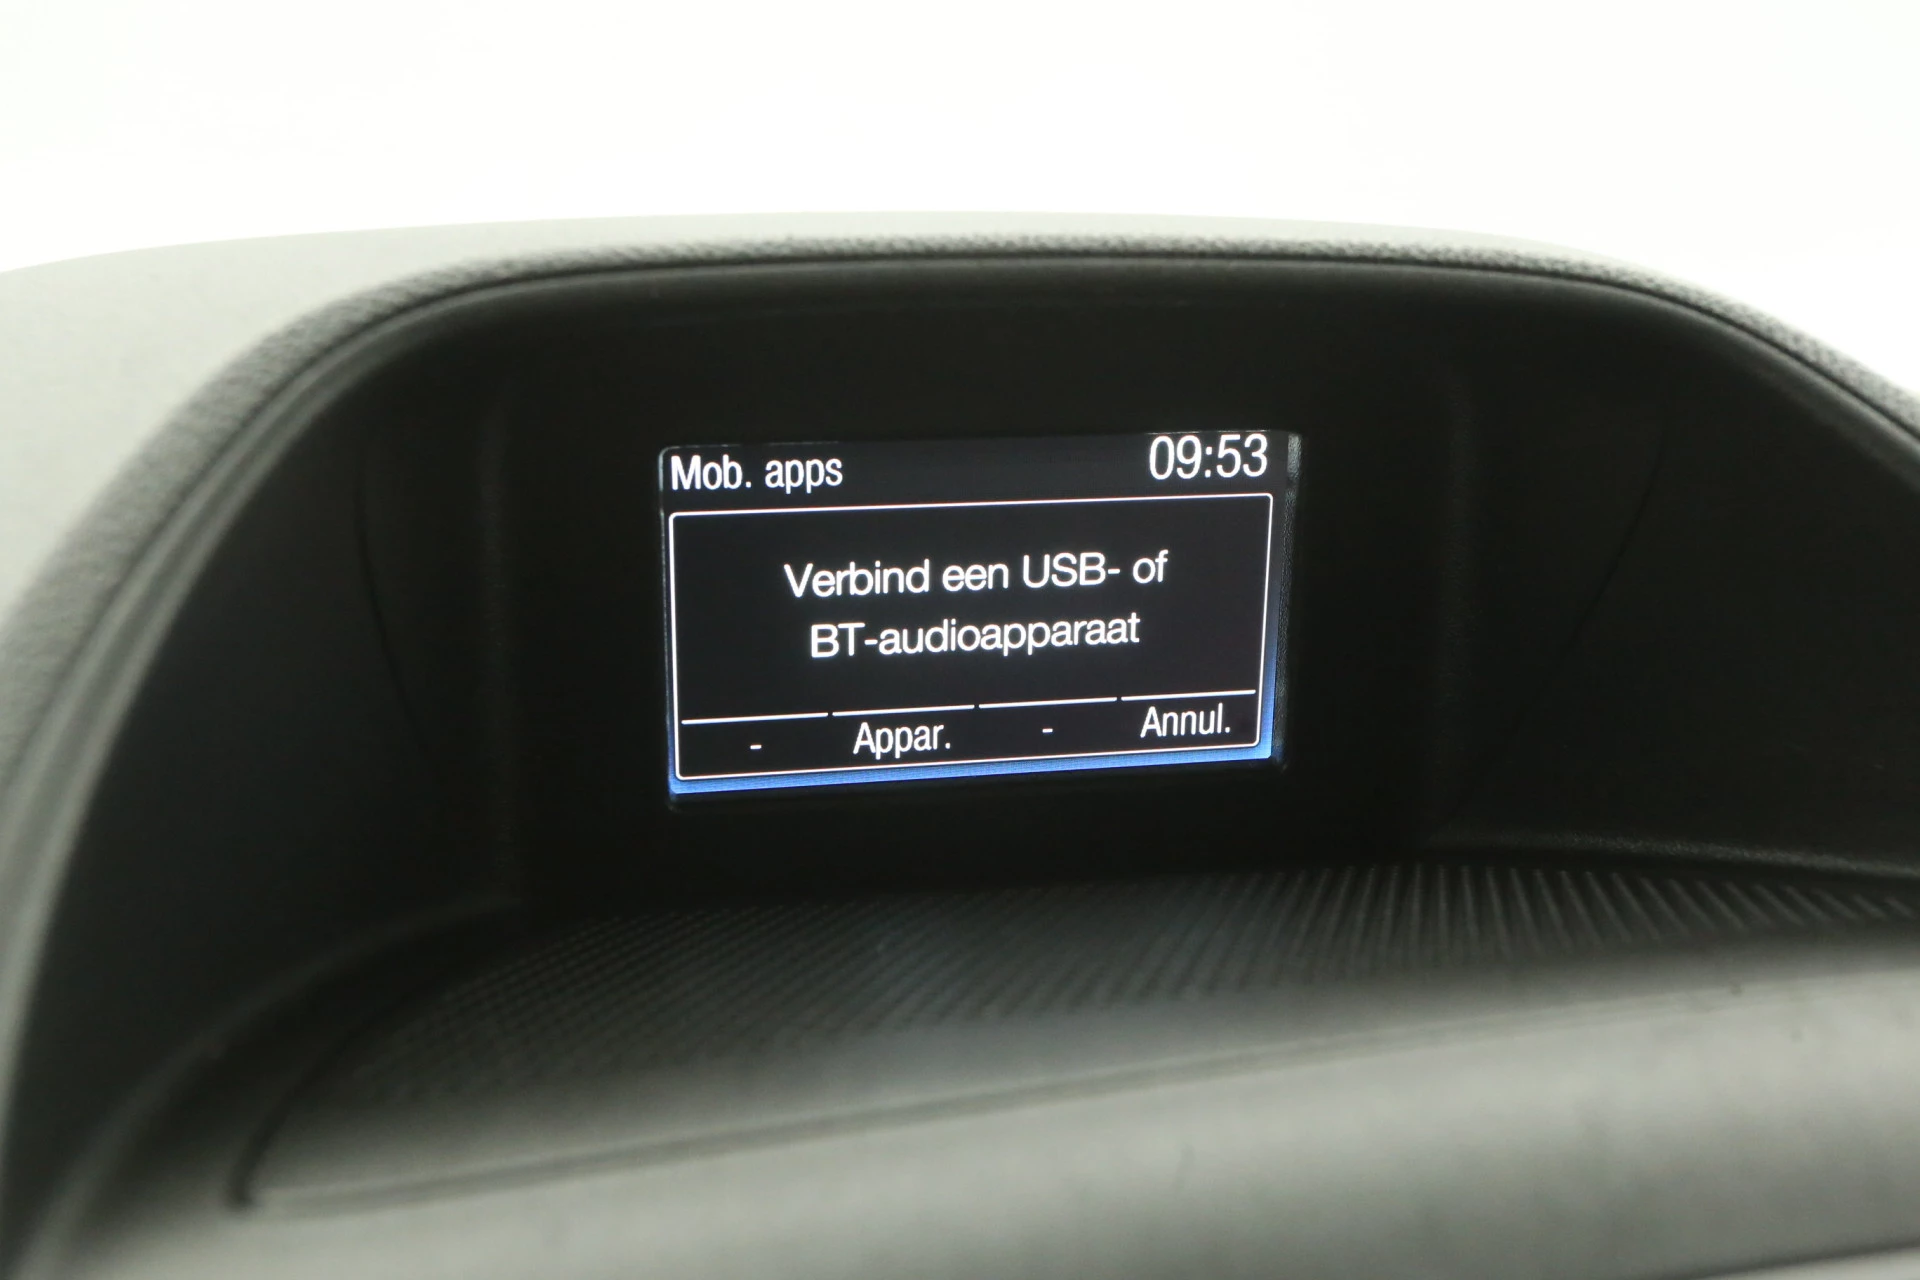 Mob. apps 09:53
Verbind een USB- of
BT-audioapparaat
- Appar. - Annul.